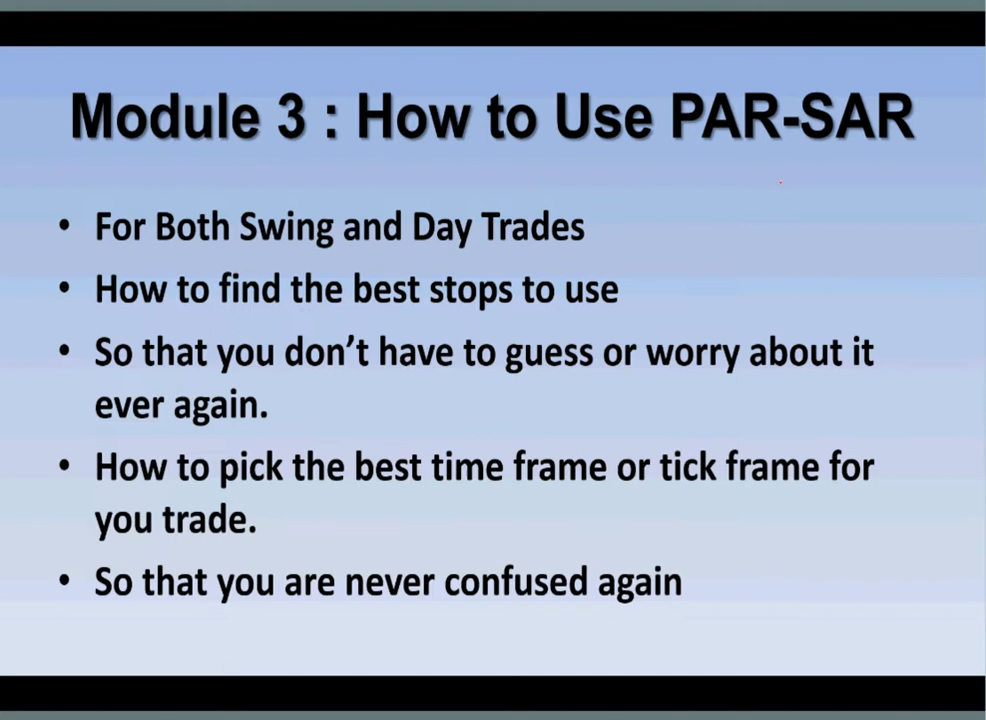 Module 3 : How to Use PAR-SAR
• For Both Swing and Day Trades
• How to find the best stops to use
• So that you don’t have to guess or worry about it
ever again.
• How to pick the best time frame or tick frame for
you trade.
• So that you are never confused again